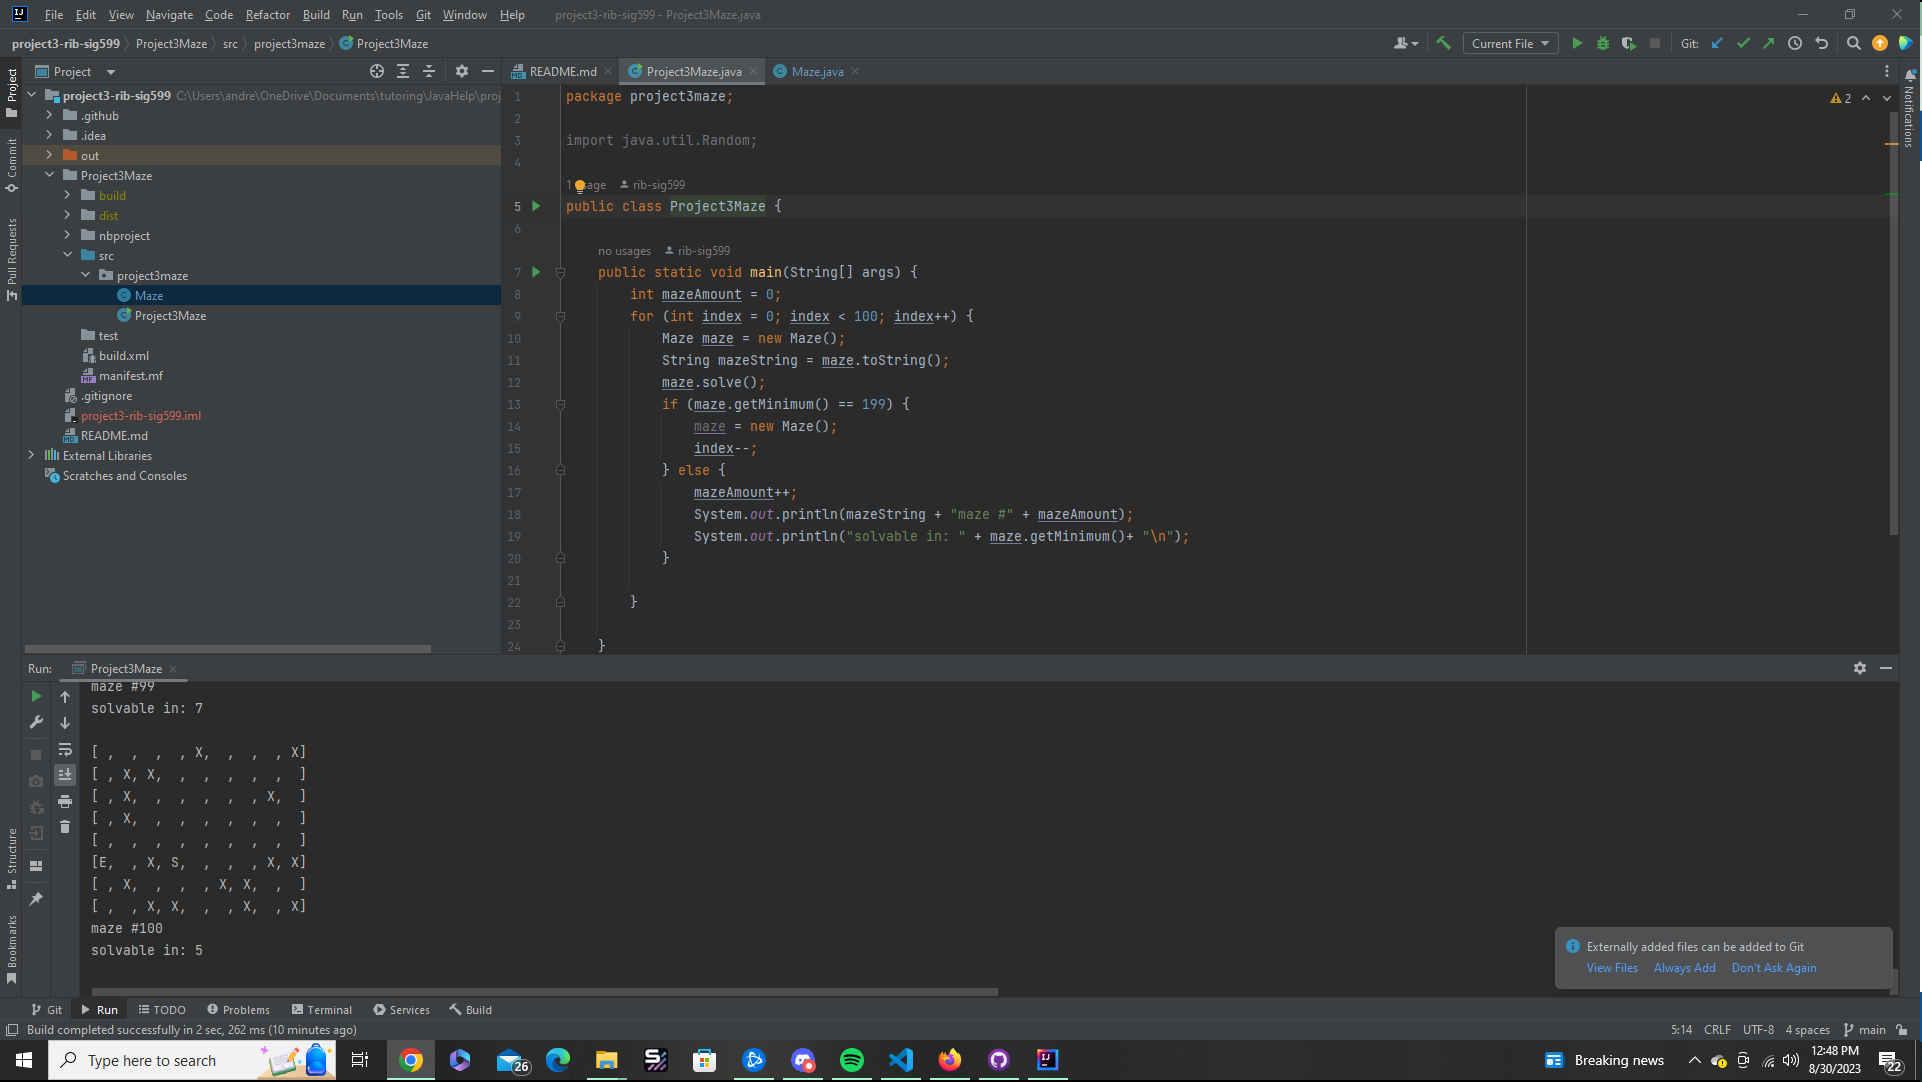 File Edit View Navigate Code Refactor Build Run Tools Git Window Help project3-rib-sig599 - Project3Maze.java
project3-rib-sig599 Project3Maze src project3maze Project3Maze Current File Git:
Project README.md Project3Maze.java Maze.java
project3-rib-sig599 C:\Users\andre\OneDrive\Documents\tutoring\JavaHelp\proj
.github
.idea
out
Project3Maze
build
dist
nbproject
src
project3maze
Maze
Project3Maze
test
build.xml
manifest.mf
.gitignore
project3-rib-sig599.iml
README.md
External Libraries
Scratches and Consoles
Project
Commit
Pull Requests
Structure
Bookmarks
Notifications
2
1 package project3maze;
2
3 import java.util.Random;
4
rib-sig599
5 public class Project3Maze {
6
no usages rib-sig599
7 public static void main(String[] args) {
8 int mazeAmount = 0;
9 for (int index = 0; index < 100; index++) {
10 Maze maze = new Maze();
11 String mazeString = maze.toString();
12 maze.solve();
13 if (maze.getMinimum() == 199) {
14 maze = new Maze();
15 index--;
16 } else {
17 mazeAmount++;
18 System.out.println(mazeString + "maze #" + mazeAmount);
19 System.out.println("solvable in: " + maze.getMinimum()+ "\n");
20 }
21
22 }
23
24 }
Run: Project3Maze
maze #99
solvable in: 7
[ ,  ,  ,  , X,  ,  ,  , X]
[ , X, X,  ,  ,  ,  ,  ,  ]
[ , X,  ,  ,  ,  ,  , X,  ]
[ , X,  ,  ,  ,  ,  ,  ,  ]
[ ,  ,  ,  ,  ,  ,  ,  ,  ]
[E,  , X, S,  ,  ,  , X, X]
[ , X,  ,  ,  , X, X,  ,  ]
[ ,  , X, X,  ,  , X,  , X]
maze #100
solvable in: 5
Externally added files can be added to Git
View Files Always Add Don't Ask Again
Git Run TODO Problems Terminal Services Build
Build completed successfully in 2 sec, 262 ms (10 minutes ago) 5:14 CRLF UTF-8 4 spaces main
Type here to search 26 Breaking news 12:48 PM
8/30/2023 22